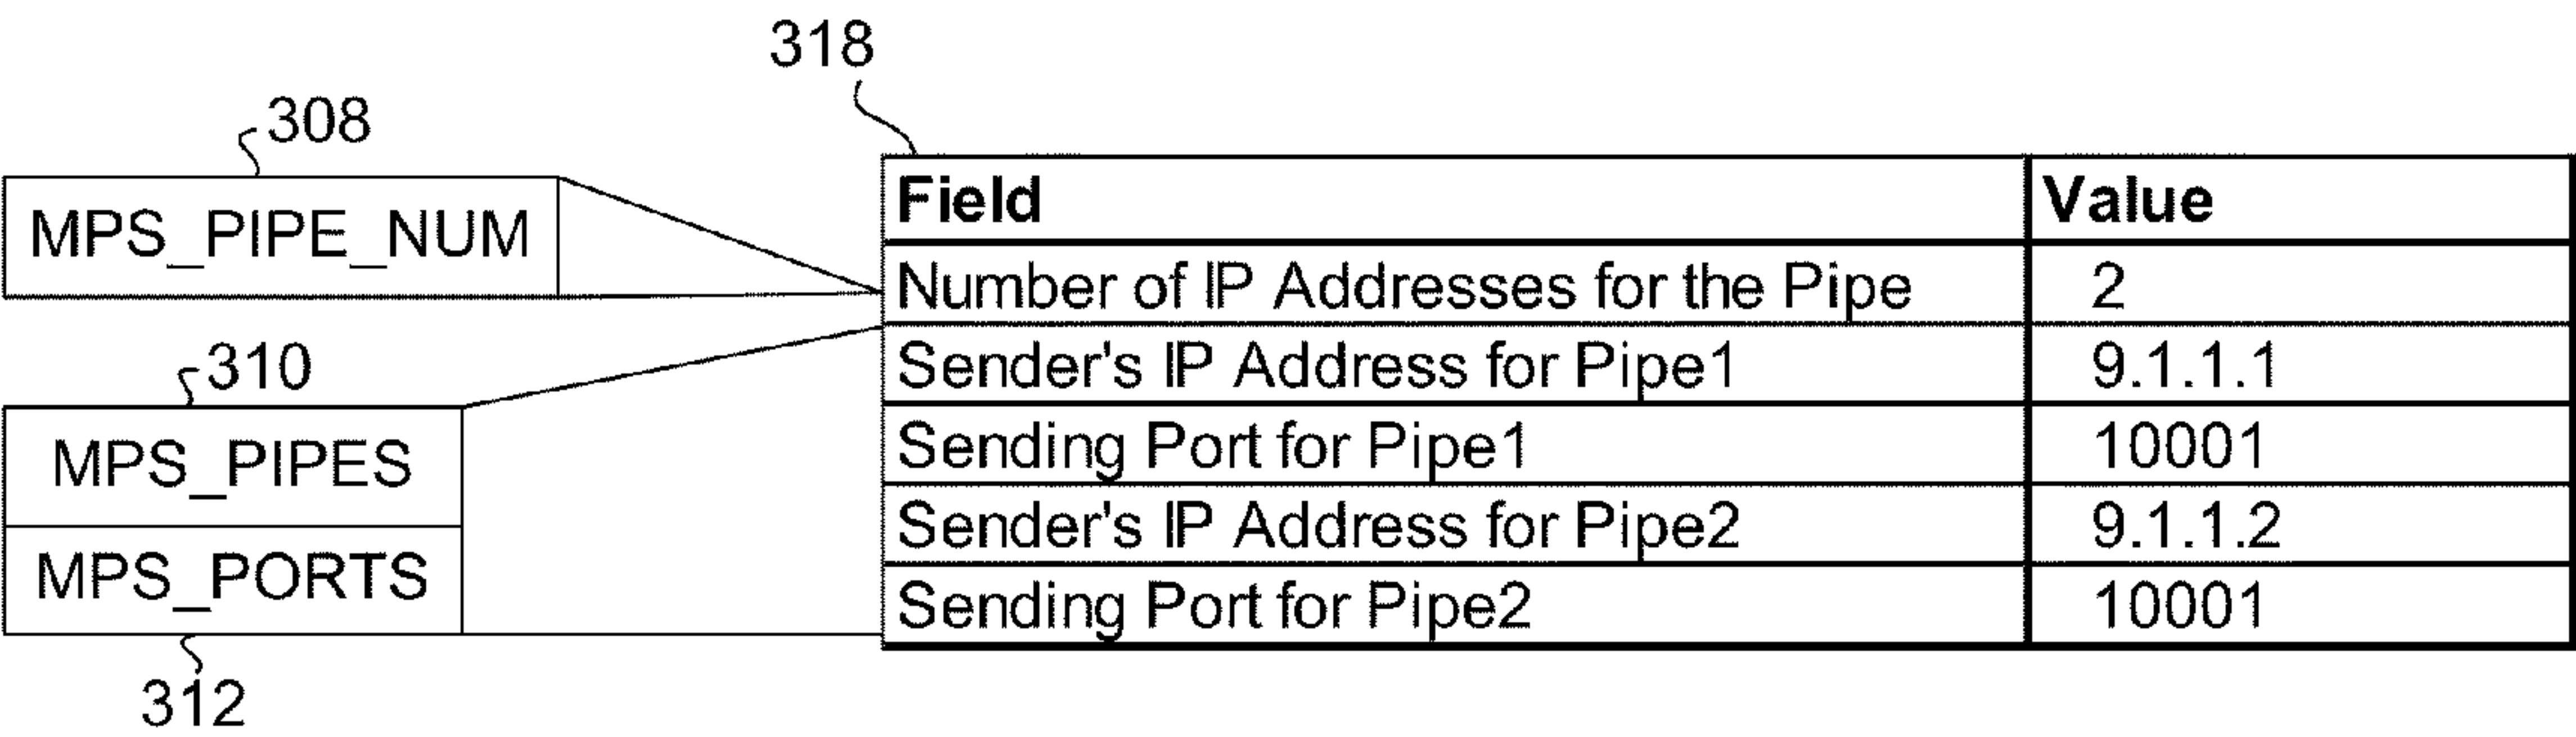 318
308
MPS_PIPE_NUM
310
MPS_PIPES
MPS_PORTS
312
Field Value
Number of IP Addresses for the Pipe 2
Sender's IP Address for Pipe1 9.1.1.1
Sending Port for Pipe1 10001
Sender's IP Address for Pipe2 9.1.1.2
Sending Port for Pipe2 10001